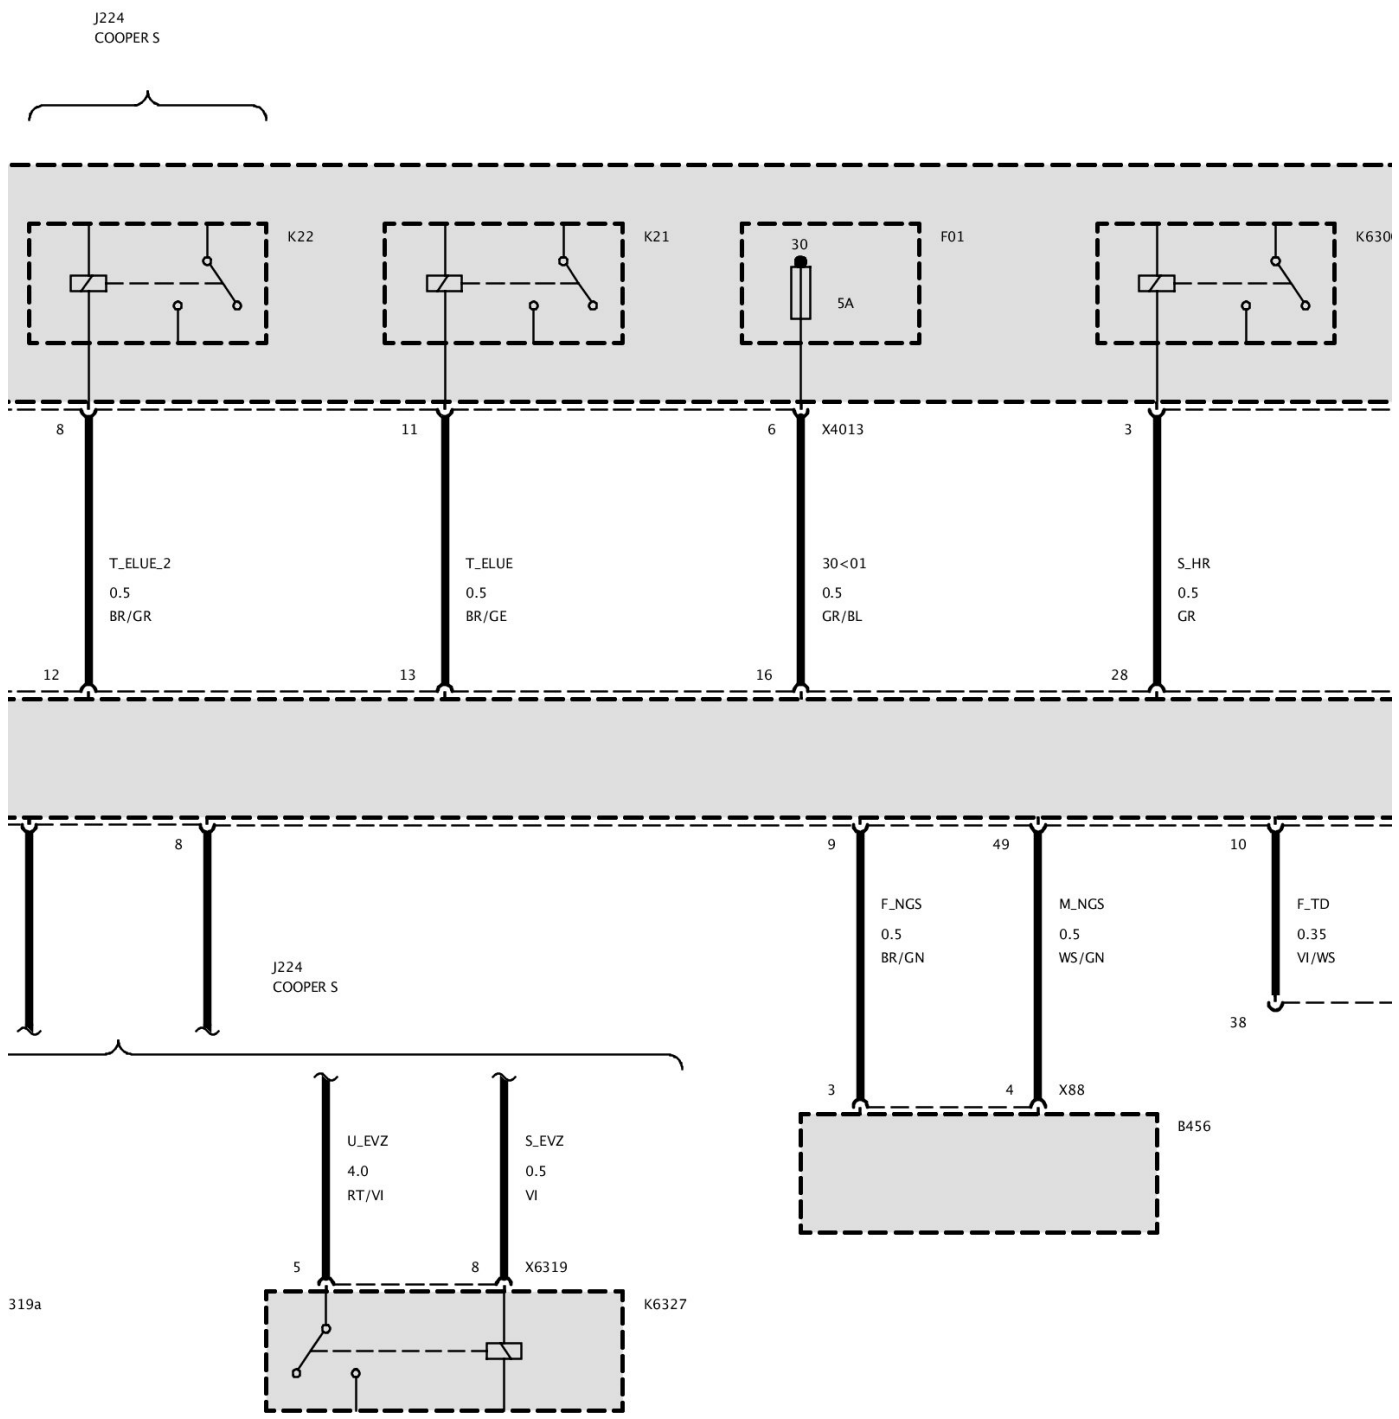 J224
COOPER S
K22
K21
30
5A
F01
K630
8
11
6
X4013
3
T_ELUE_2
0.5
BR/GR
T_ELUE
0.5
BR/GE
30<01
0.5
GR/BL
S_HR
0.5
GR
12
13
16
28
8
9
49
10
F_NGS
0.5
BR/GN
M_NGS
0.5
WS/GN
F_TD
0.35
VI/WS
J224
COOPER S
38
3
4
X88
B456
U_EVZ
4.0
RT/VI
S_EVZ
0.5
VI
5
8
X6319
319a
K6327